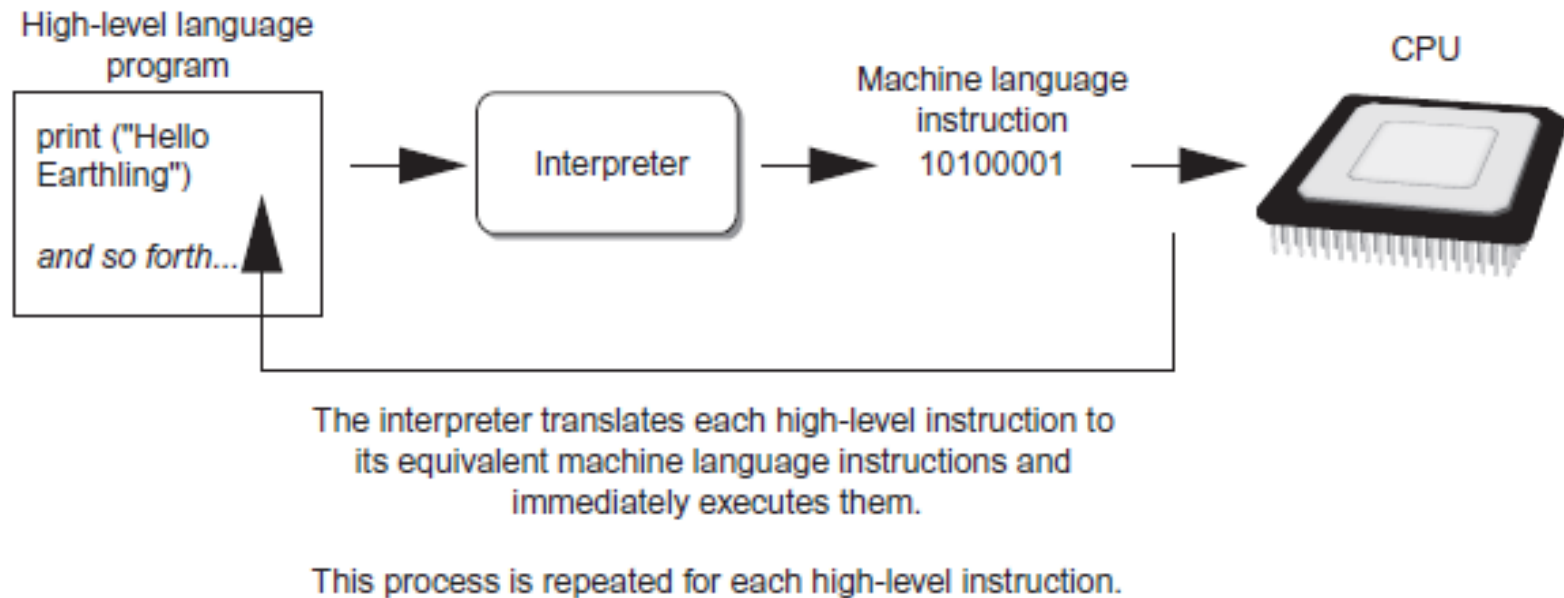 High-level language
program
print ("Hello
Earthling")
and so forth...
Interpreter
Machine language
instruction
10100001
CPU
The interpreter translates each high-level instruction to
its equivalent machine language instructions and
immediately executes them.
This process is repeated for each high-level instruction.